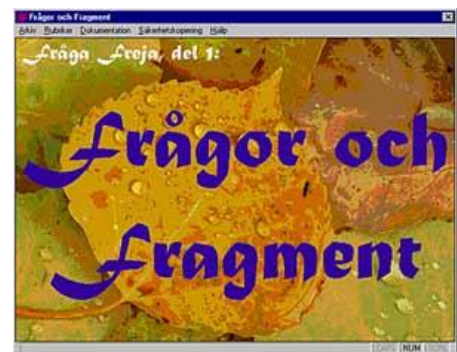 Frågor och Fragment
Arkiv Rubriker Dokumentation Säkerhetskopiering Hjälp
Fråga Freja, del 1:
Frågor och
Fragment
NUM